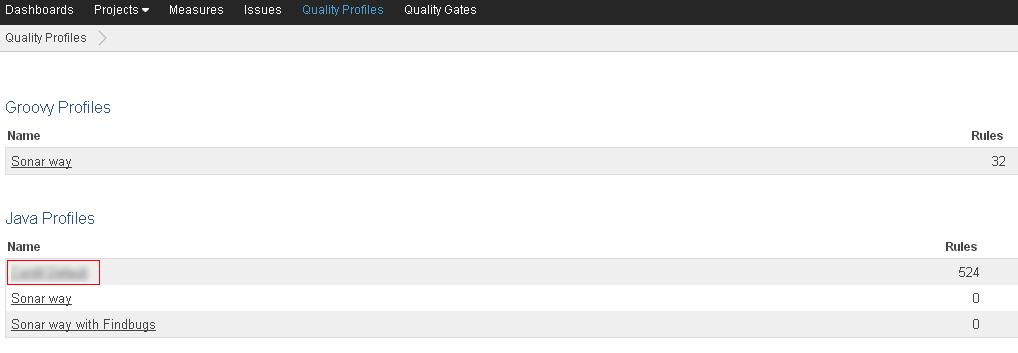 Dashboards Projects Measures Issues Quality Profiles Quality Gates
Quality Profiles
Groovy Profiles
Name Rules
Sonar way 32
Java Profiles
Name Rules
524
Sonar way 0
Sonar way with Findbugs 0